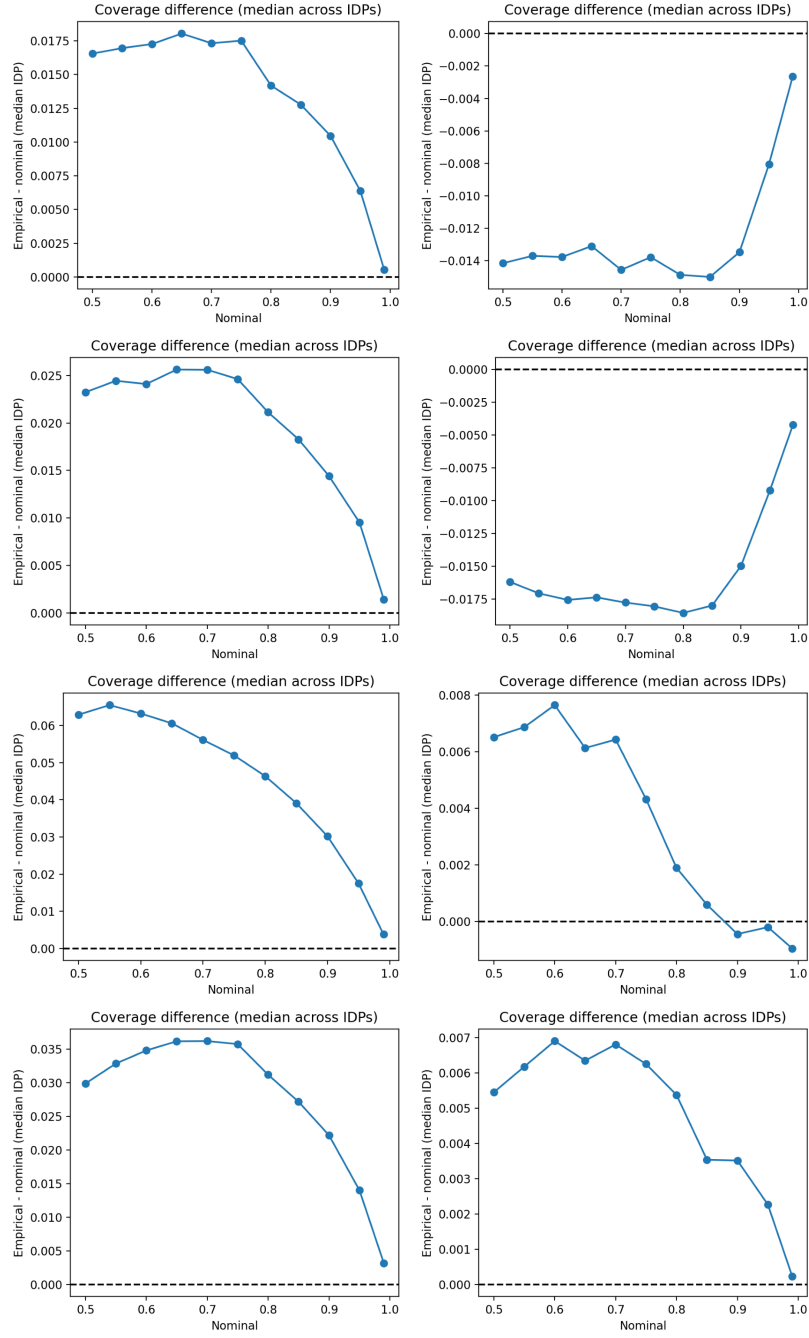 Coverage difference (median across IDPs)
Empirical - nominal (median IDP)
0.0175
0.0150
0.0125
0.0100
0.0075
0.0050
0.0025
0.0000
0.5 0.6 0.7 0.8 0.9 1.0
Nominal
Coverage difference (median across IDPs)
Empirical - nominal (median IDP)
0.000
−0.002
−0.004
−0.006
−0.008
−0.010
−0.012
−0.014
0.5 0.6 0.7 0.8 0.9 1.0
Nominal
Coverage difference (median across IDPs)
Empirical - nominal (median IDP)
0.025
0.020
0.015
0.010
0.005
0.000
0.5 0.6 0.7 0.8 0.9 1.0
Nominal
Coverage difference (median across IDPs)
Empirical - nominal (median IDP)
0.0000
−0.0025
−0.0050
−0.0075
−0.0100
−0.0125
−0.0150
−0.0175
0.5 0.6 0.7 0.8 0.9 1.0
Nominal
Coverage difference (median across IDPs)
Empirical - nominal (median IDP)
0.06
0.05
0.04
0.03
0.02
0.01
0.00
0.5 0.6 0.7 0.8 0.9 1.0
Nominal
Coverage difference (median across IDPs)
Empirical - nominal (median IDP)
0.008
0.006
0.004
0.002
0.000
0.5 0.6 0.7 0.8 0.9 1.0
Nominal
Coverage difference (median across IDPs)
Empirical - nominal (median IDP)
0.035
0.030
0.025
0.020
0.015
0.010
0.005
0.000
0.5 0.6 0.7 0.8 0.9 1.0
Nominal
Coverage difference (median across IDPs)
Empirical - nominal (median IDP)
0.007
0.006
0.005
0.004
0.003
0.002
0.001
0.000
0.5 0.6 0.7 0.8 0.9 1.0
Nominal